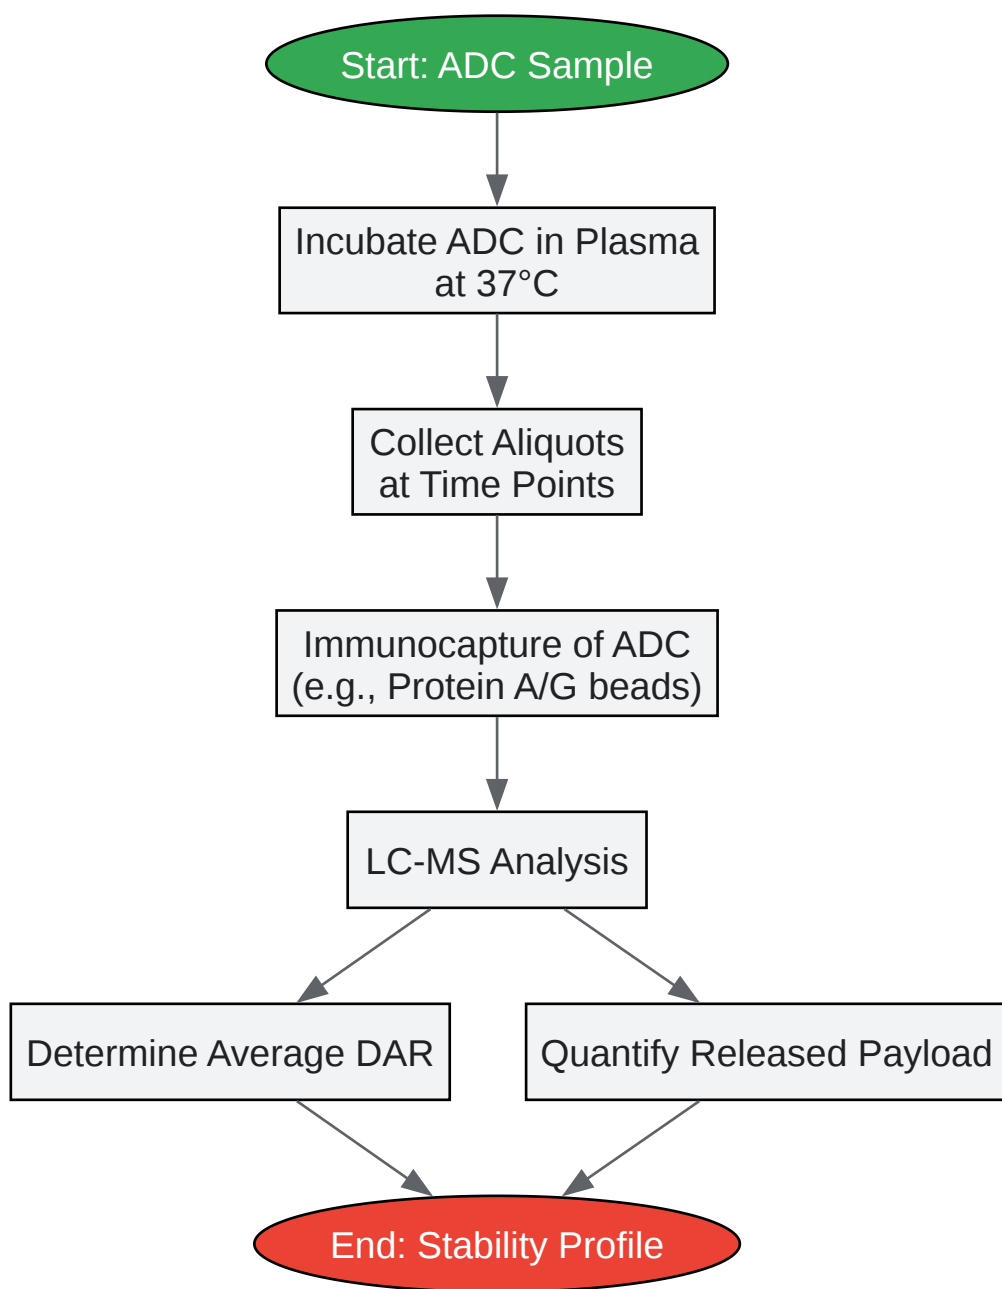 Start: ADC Sample
Incubate ADC in Plasma
at 37°C
Collect Aliquots
at Time Points
Immunocapture of ADC
(e.g., Protein A/G beads)
LC-MS Analysis
Determine Average DAR
Quantify Released Payload
End: Stability Profile